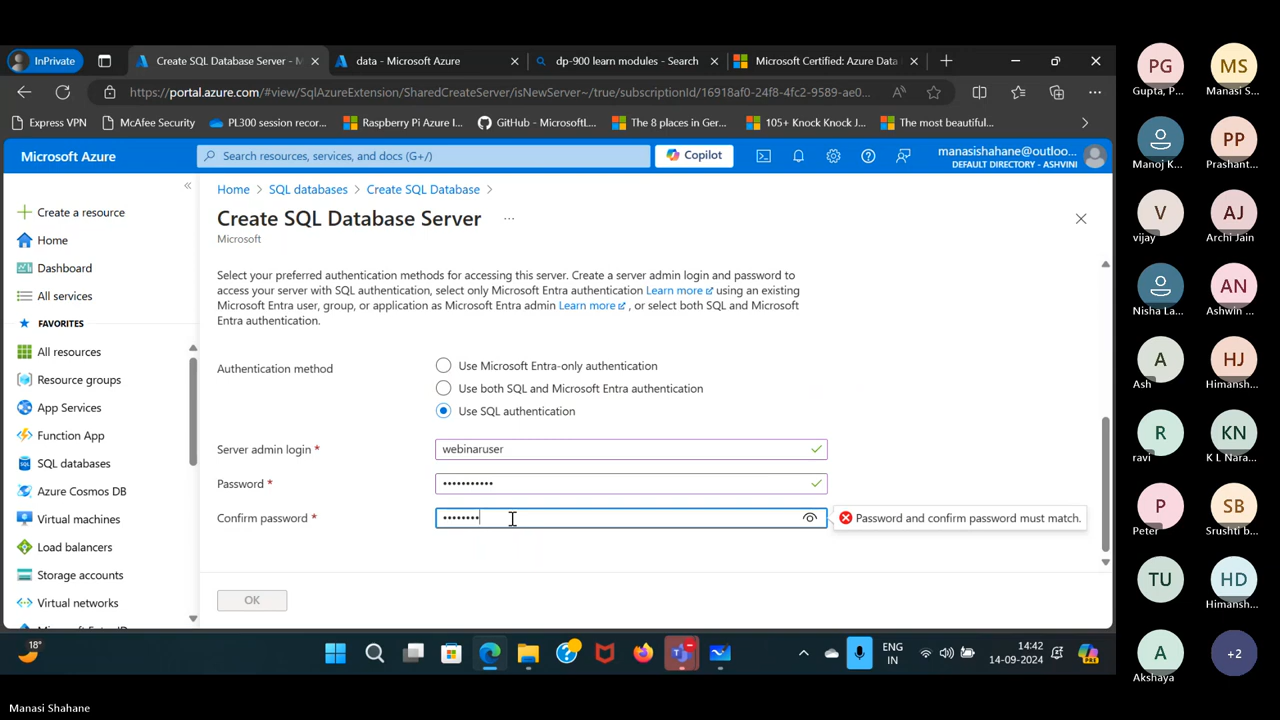 InPrivate
Create SQL Database Server - M
data - Microsoft Azure
dp-900 learn modules - Search
Microsoft Certified: Azure Data
https://portal.azure.com/#view/SqlAzureExtension/SharedCreateServer/isNewServer~/true/subscriptionId/16918af0-24f8-4fc2-9589-ae0...
Express VPN
McAfee Security
PL300 session recor...
Raspberry Pi Azure I...
GitHub - MicrosoftL...
The 8 places in Ger...
105+ Knock Knock J...
The most beautiful...
Microsoft Azure
Search resources, services, and docs (G+/)
Copilot
manasishahane@outloo...
DEFAULT DIRECTORY - ASHVINI
Create a resource
Home
Dashboard
All services
FAVORITES
All resources
Resource groups
App Services
Function App
SQL databases
Azure Cosmos DB
Virtual machines
Load balancers
Storage accounts
Virtual networks
Home > SQL databases > Create SQL Database >
Create SQL Database Server ...
Microsoft
Select your preferred authentication methods for accessing this server. Create a server admin login and password to
access your server with SQL authentication, select only Microsoft Entra authentication Learn more using an existing
Microsoft Entra user, group, or application as Microsoft Entra admin Learn more , or select both SQL and Microsoft
Entra authentication.
Authentication method
Use Microsoft Entra-only authentication
Use both SQL and Microsoft Entra authentication
Use SQL authentication
Server admin login *
webinaruser
Password *
•••••••••••
Confirm password *
••••••••
Password and confirm password must match.
OK
18°
ENG
IN
14:42
14-09-2024
PRE
PG
Gupta, P...
MS
Manasi S...
Manoj K...
PP
Prashant...
V
vijay
AJ
Archi Jain
Nisha La...
AN
Ashwin ...
A
Ash
HJ
Himansh...
R
ravi
KN
K L Nara...
P
Peter
SB
Srushti b...
TU
HD
Himansh...
A
Akshaya
+2
Manasi Shahane